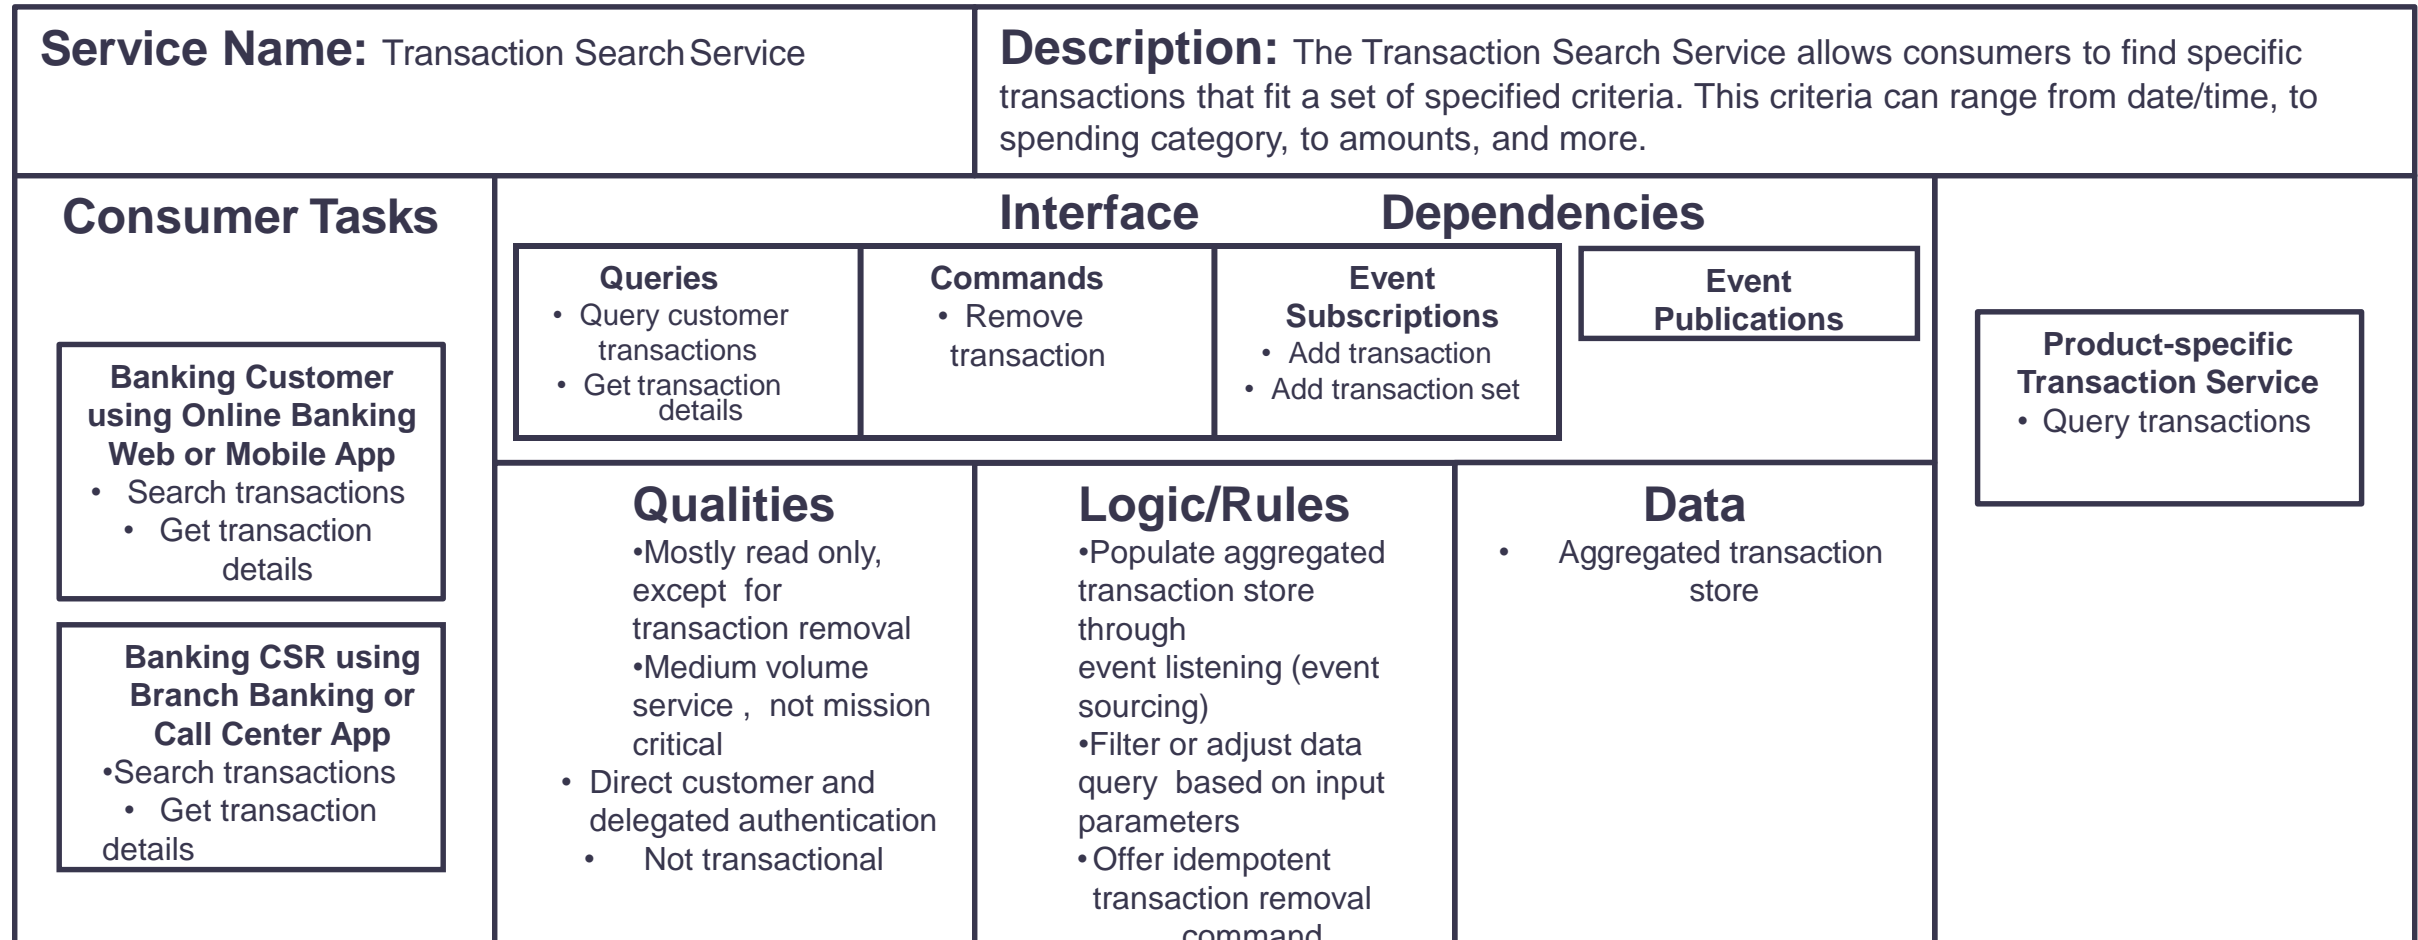 Service Name: Transaction Search Service
Description: The Transaction Search Service allows consumers to find specific
transactions that fit a set of specified criteria. This criteria can range from date/time, to
spending category, to amounts, and more.
Consumer Tasks
Banking Customer
using Online Banking
Web or Mobile App
• Search transactions
• Get transaction
details
Banking CSR using
Branch Banking or
Call Center App
•Search transactions
• Get transaction
details
Interface
Dependencies
Queries
• Query customer
transactions
• Get transaction
details
Commands
• Remove
transaction
Event
Subscriptions
• Add transaction
• Add transaction set
Event
Publications
Qualities
•Mostly read only,
except for
transaction removal
•Medium volume
service , not mission
critical
• Direct customer and
delegated authentication
• Not transactional
Logic/Rules
•Populate aggregated
transaction store
through
event listening (event
sourcing)
•Filter or adjust data
query based on input
parameters
• Offer idempotent
transaction removal
command
Data
• Aggregated transaction
store
Product-specific
Transaction Service
• Query transactions